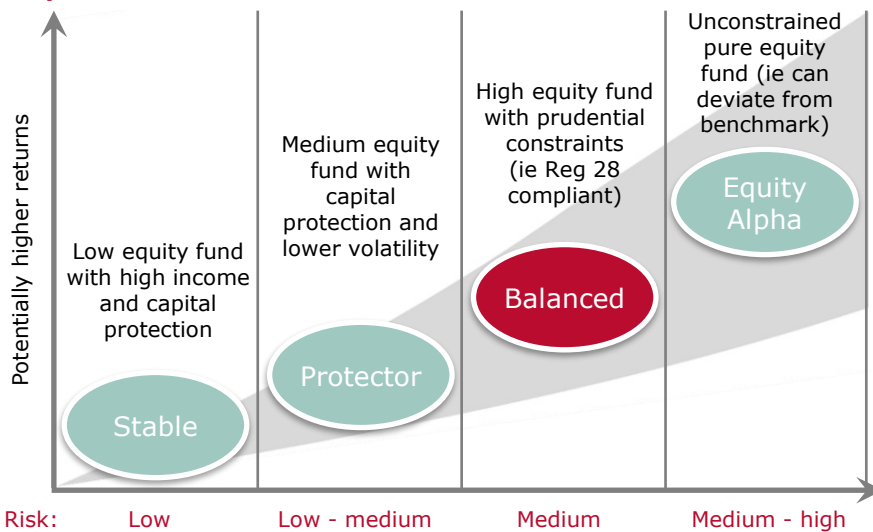 Potentially higher returns
Low equity fund
with high income
and capital
protection
Stable
Medium equity
fund with
capital
protection and
lower volatility
Protector
High equity fund
with prudential
constraints
(ie Reg 28
compliant)
Balanced
Unconstrained
pure equity
fund (ie can
deviate from
benchmark)
Equity
Alpha
Risk: Low Low - medium Medium Medium - high